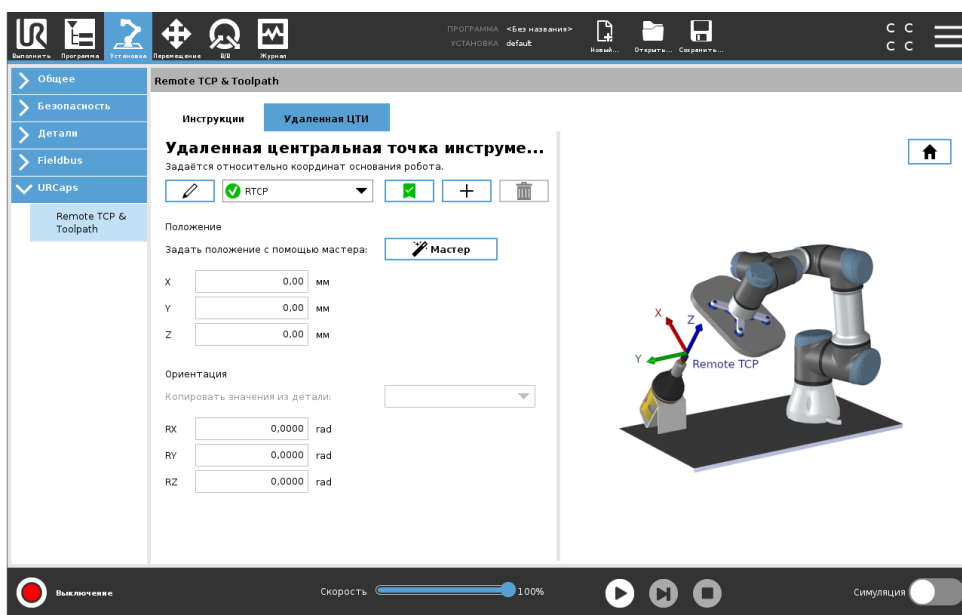 ПРОГРАММА <Без названия>
УСТАНОВКА default
Выполнить Программа Установка Перемещение В/В Журнал
Новый... Открыть... Сохранить...
C C
C C
Общее
Безопасность
Детали
Fieldbus
URCaps
Remote TCP &
Toolpath
Remote TCP & Toolpath
Инструкции Удаленная ЦТИ
Удаленная центральная точка инструме...
Задаётся относительно координат основания робота.
RTCP
Положение
Задать положение с помощью мастера: Мастер
X 0,00 мм
Y 0,00 мм
Z 0,00 мм
Ориентация
Копировать значения из детали:
RX 0,0000 rad
RY 0,0000 rad
RZ 0,0000 rad
X
Z
Y
Remote TCP
Выключение
Скорость 100%
Симуляция